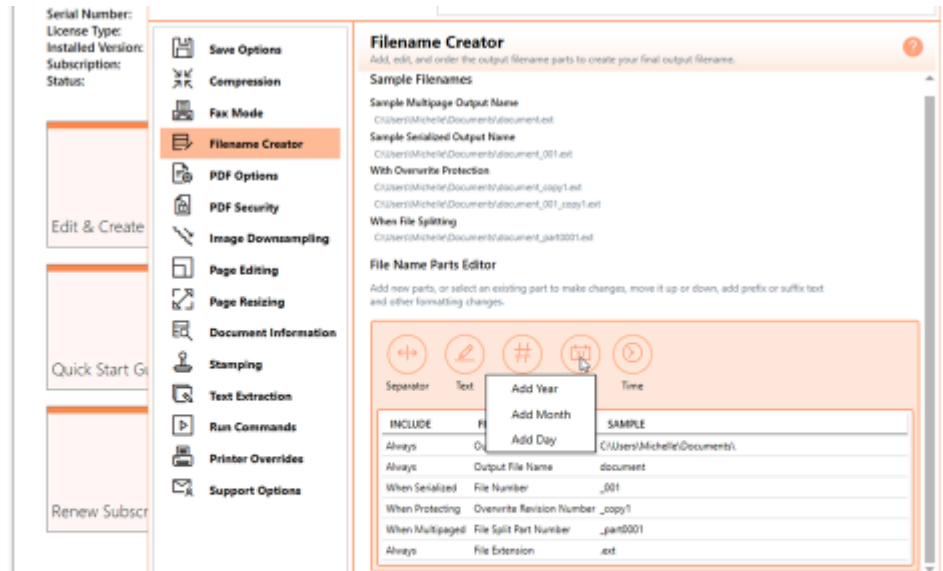 Serial Number:
License Type:
Installed Version:
Subscription:
Status:
Edit & Create
Quick Start
Renew
Save Options
Compression
Fax Mode
Filename Creator
PDF Options
PDF Security
Image Downsampling
Page Editing
Page Resizing
Document Information
Stamping
Text Extraction
Run Commands
Printer Overrides
Support Options
Filename Creator
?
Add, edit, and order the output filename parts to create your final output filename.
Sample Filenames
Sample Multipage Output Name
C:\Users\Michelle\Documents\document.ext
Sample Serialized Output Name
C:\Users\Michelle\Documents\document_001.ext
With Overwrite Protection
C:\Users\Michelle\Documents\document_copy1.ext
C:\Users\Michelle\Documents\document_001_copy1.ext
When File Splitting
C:\Users\Michelle\Documents\document_part0001.ext
File Name Parts Editor
Add new parts, or select an existing part to make changes, move it up or down, add prefix or suffix text
and other formatting changes.
#
Separator Text Time
Add Year
Add Month
Add Day
INCLUDE SAMPLE
Always C:\Users\Michelle\Documents\.
Always Output File Name document
When Serialized File Number _001
When Protecting Overwrite Revision Number _copy1
When Multipaged File Split Part Number _part0001
Always File Extension .ext